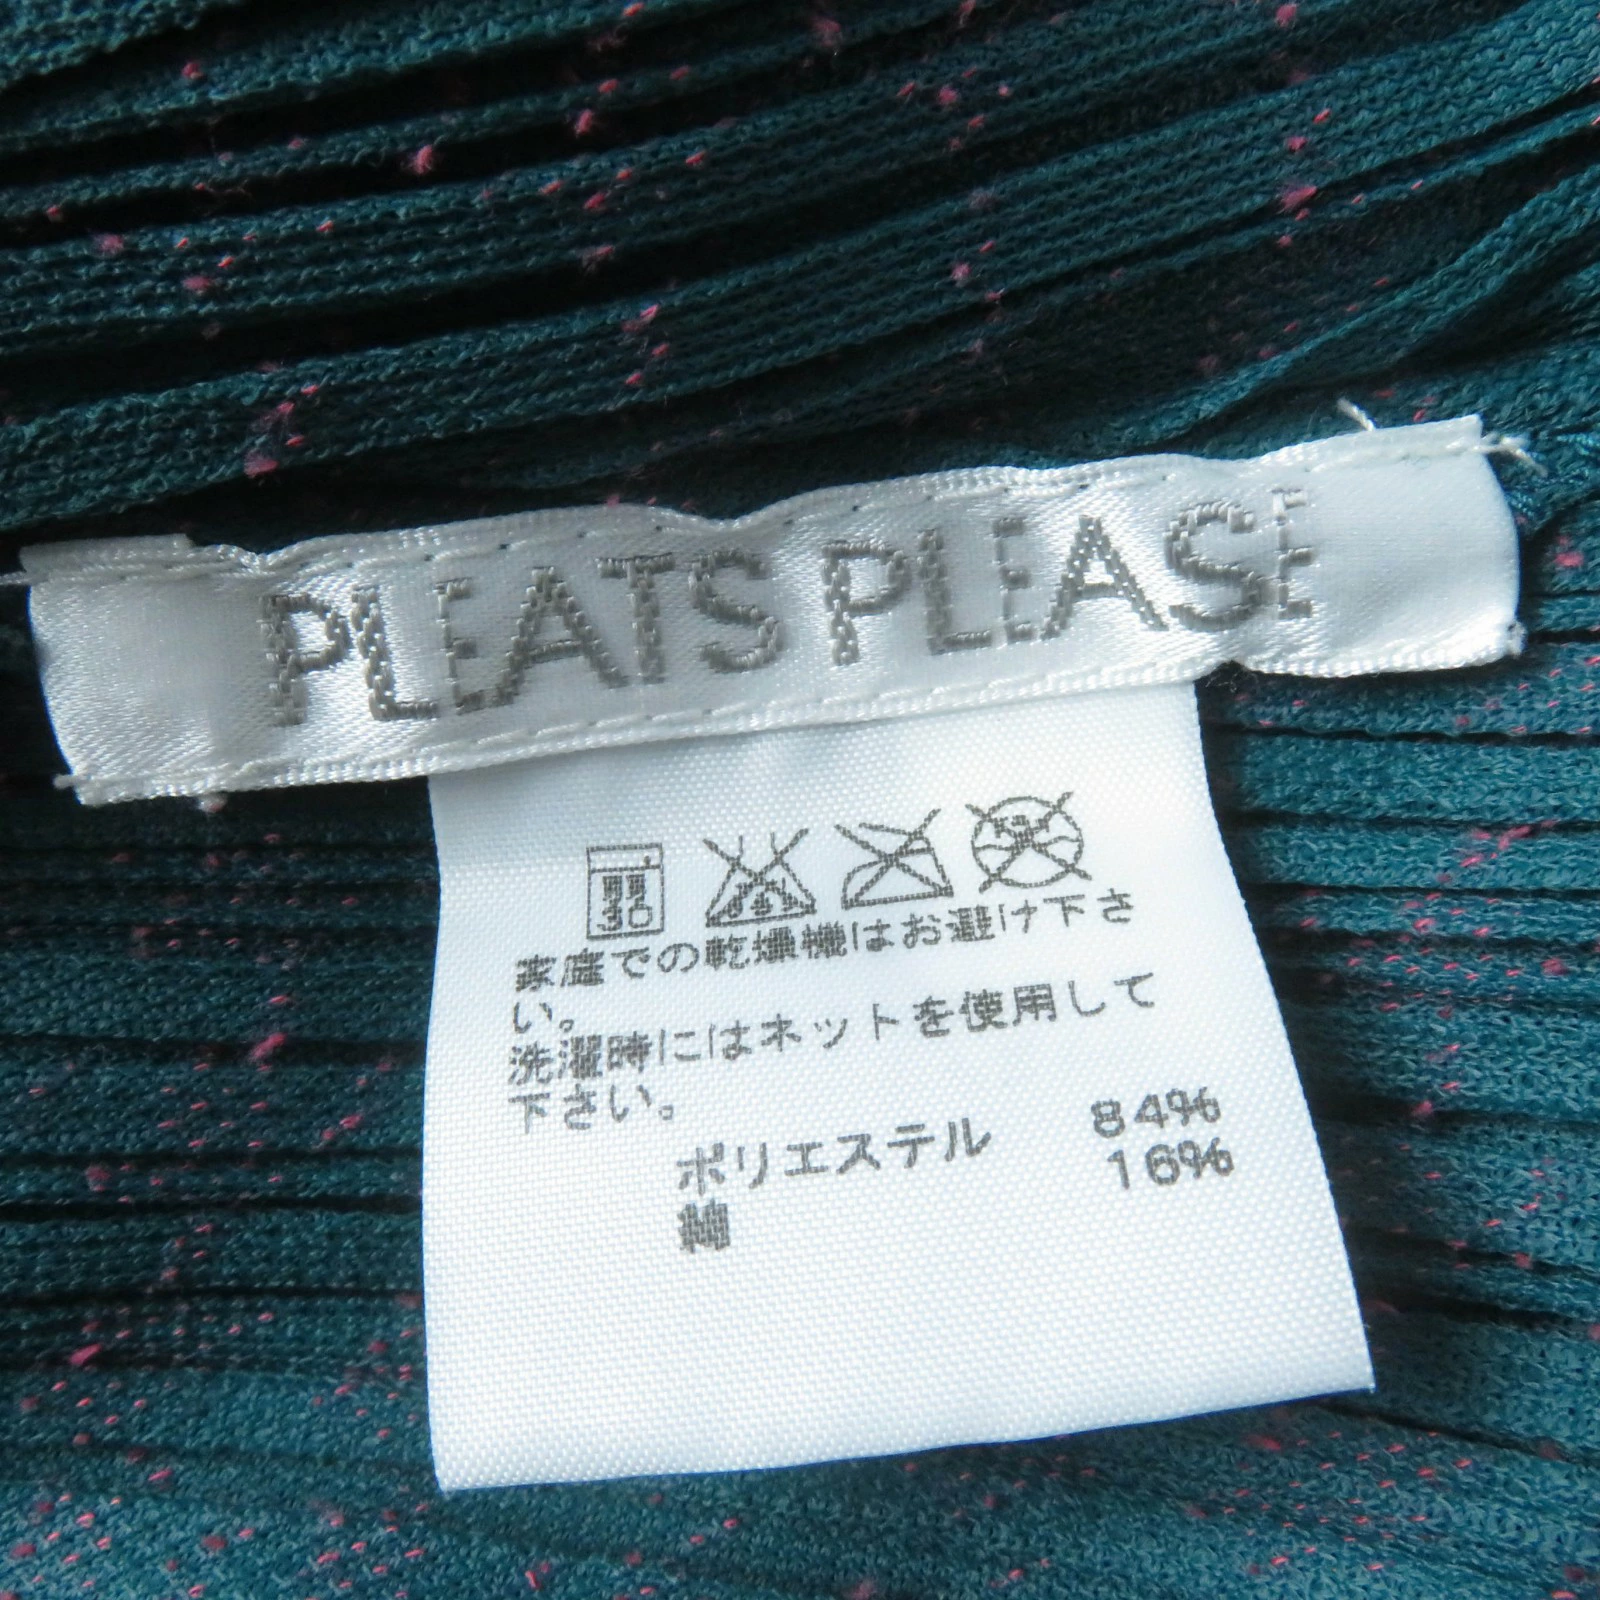 PLEATS PLEASE
30
家庭での乾燥機はお避け下さ
い。
洗濯時にはネットを使用して
下さい。
ポリエステル 84%
16%